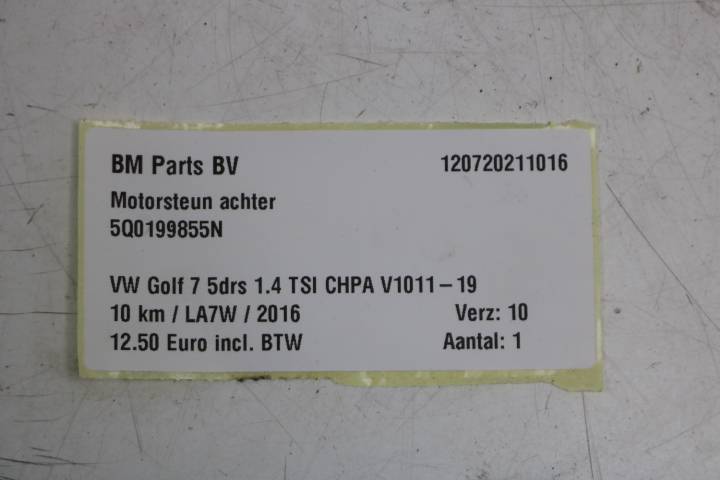 BM Parts BV 120720211016
Motorsteun achter
5Q0199855N
VW Golf 7 5drs 1.4 TSI CHPA V1011-19
10 km / LA7W / 2016 Verz: 10
12.50 Euro incl. BTW Aantal: 1